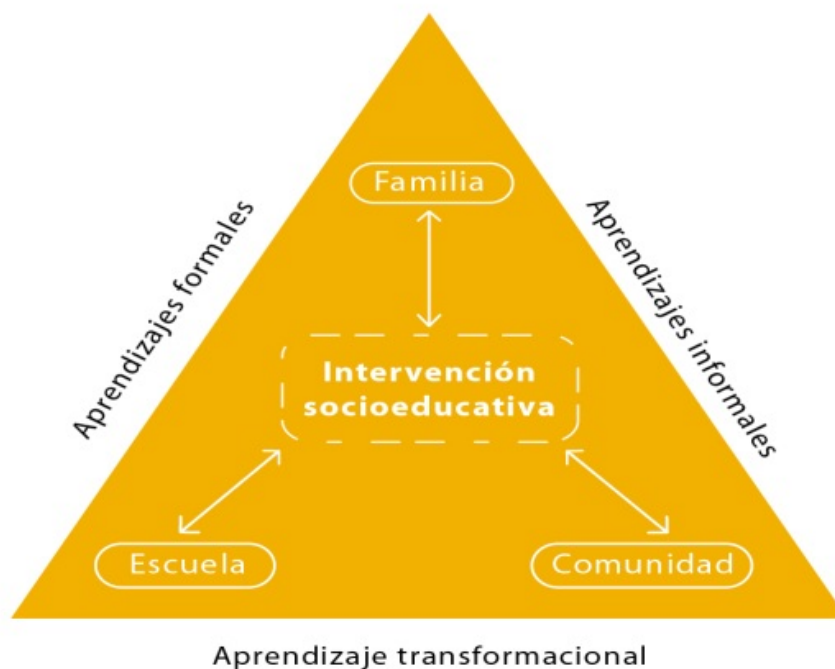 Familia
Aprendizajes formales
Aprendizajes informales
Intervención
socioeducativa
Escuela
Comunidad
Aprendizaje transformacional